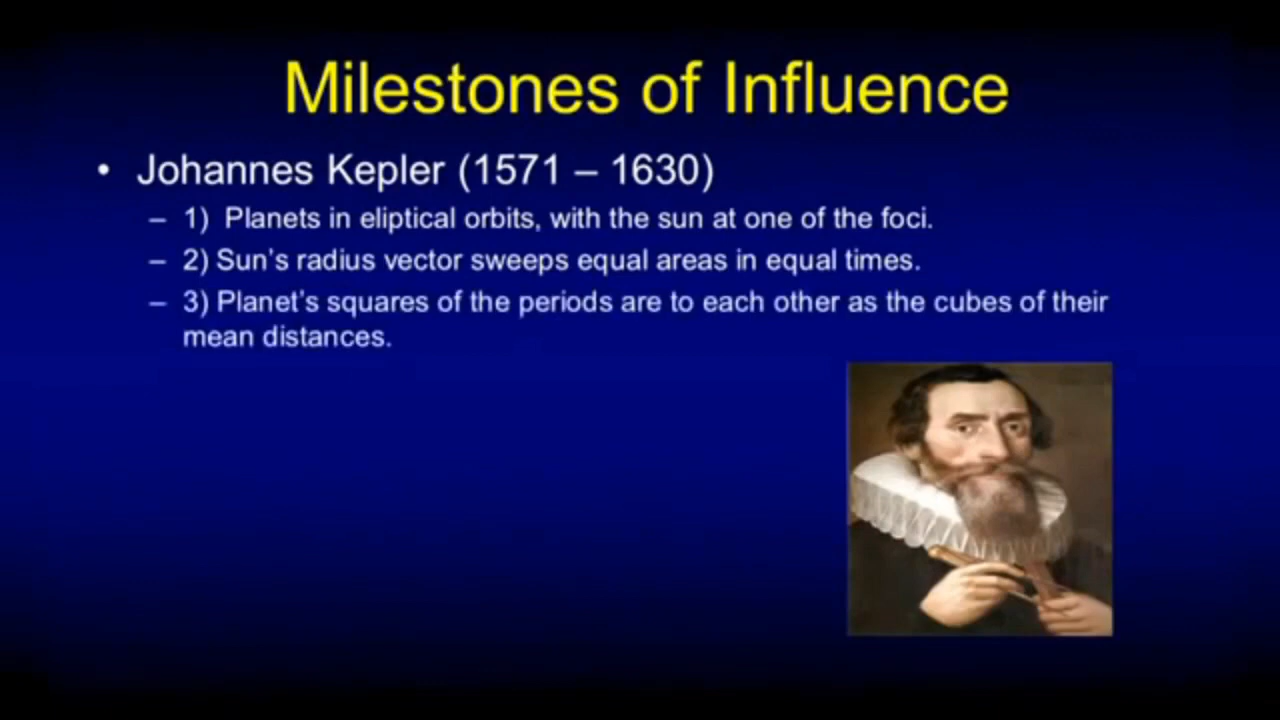 Milestones of Influence
• Johannes Kepler (1571 – 1630)
– 1) Planets in eliptical orbits, with the sun at one of the foci.
– 2) Sun's radius vector sweeps equal areas in equal times.
– 3) Planet's squares of the periods are to each other as the cubes of their
mean distances.